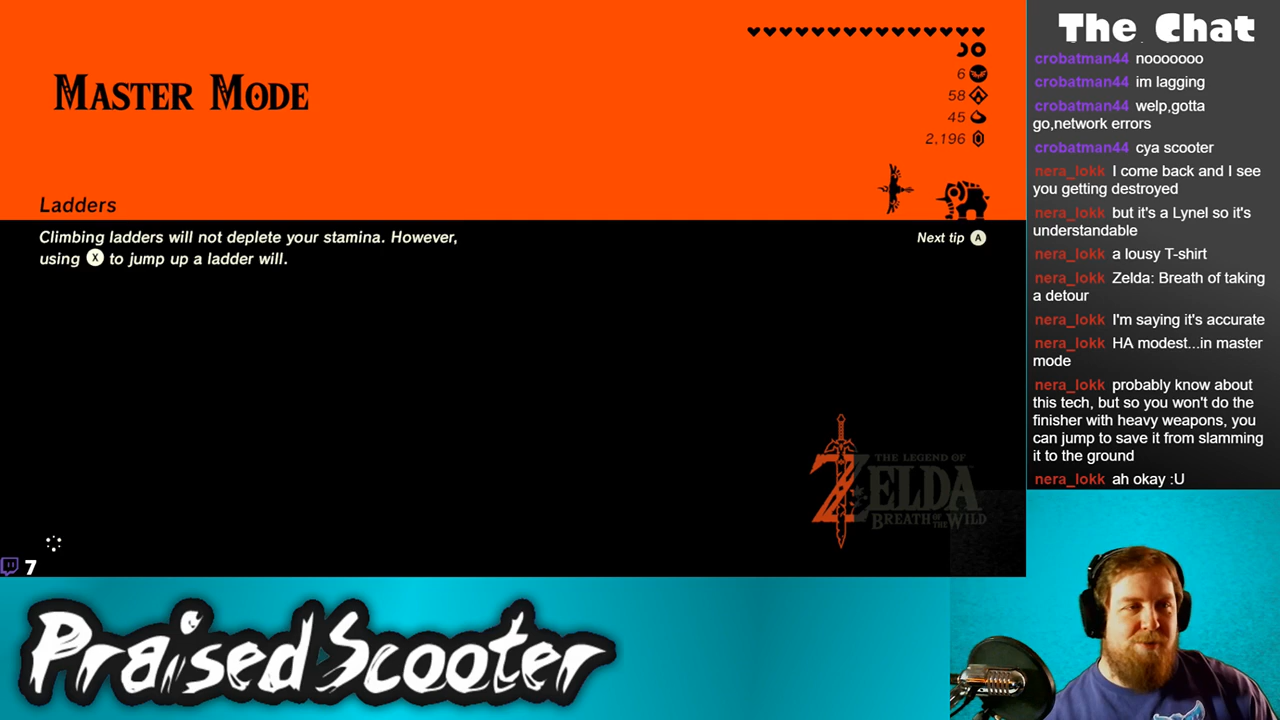 MASTER MODE
6
58
45
2,196
Ladders
Climbing ladders will not deplete your stamina. However,
using X to jump up a ladder will.
Next tip A
THE LEGEND OF
ZELDA
BREATH OF THE WILD
7
PraisedScooter
The Chat
crobatman44 nooooooo
crobatman44 im lagging
crobatman44 welp,gotta
go,network errors
crobatman44 cya scooter
nera_lokk I come back and I see
you getting destroyed
nera_lokk but it's a Lynel so it's
understandable
nera_lokk a lousy T-shirt
nera_lokk Zelda: Breath of taking
a detour
nera_lokk I'm saying it's accurate
nera_lokk HA modest...in master
mode
nera_lokk probably know about
this tech, but so you won't do the
finisher with heavy weapons, you
can jump to save it from slamming
it to the ground
nera_lokk ah okay :U